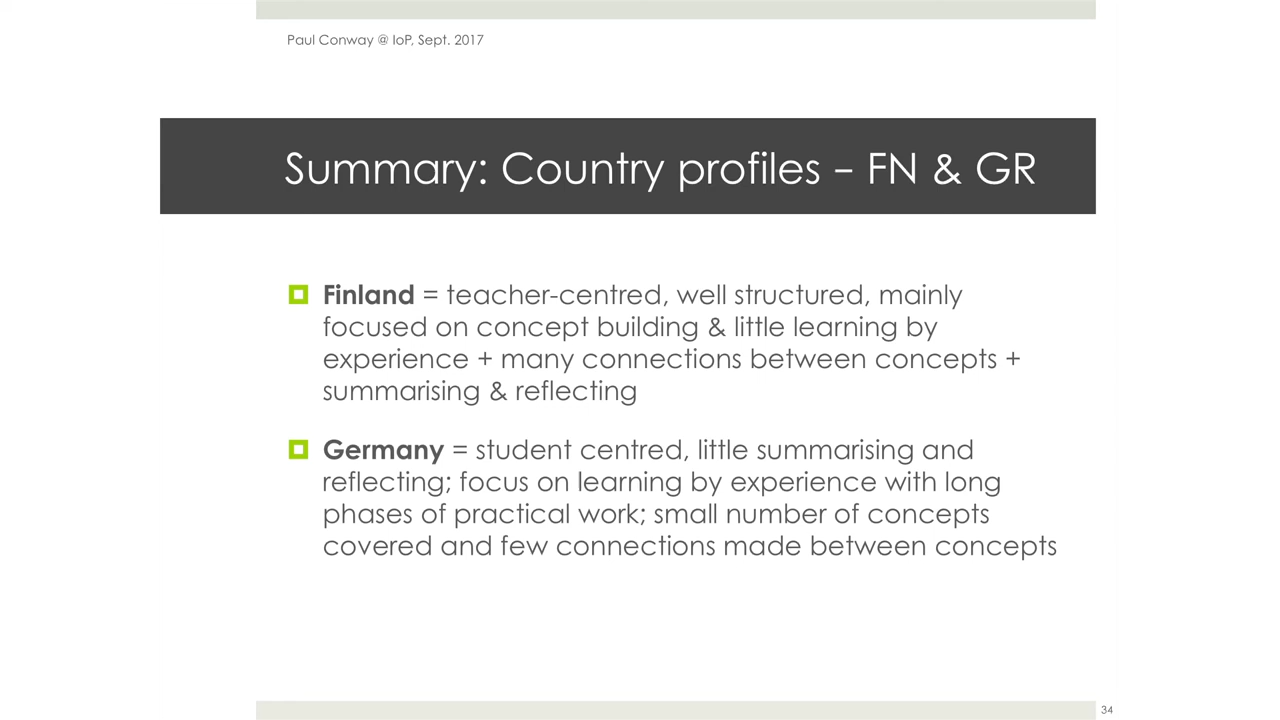 Paul Conway @ IoP, Sept. 2017
Summary: Country profiles – FN & GR
Finland = teacher-centred, well structured, mainly
focused on concept building & little learning by
experience + many connections between concepts +
summarising & reflecting
Germany = student centred, little summarising and
reflecting; focus on learning by experience with long
phases of practical work; small number of concepts
covered and few connections made between concepts
34